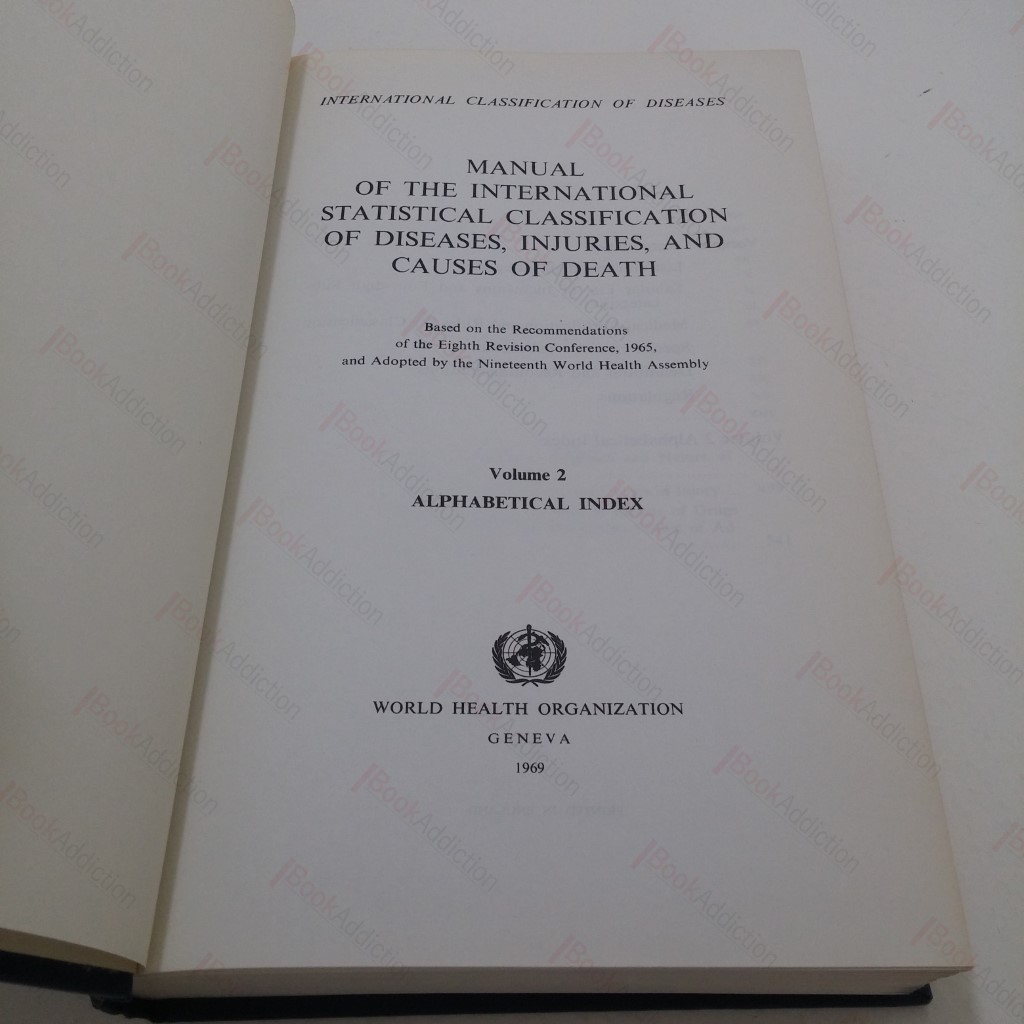 INTERNATIONAL CLASSIFICATION OF DISEASES
MANUAL
OF THE INTERNATIONAL
STATISTICAL CLASSIFICATION
OF DISEASES, INJURIES, AND
CAUSES OF DEATH
Based on the Recommendations
of the Eighth Revision Conference, 1965,
and Adopted by the Nineteenth World Health Assembly
Volume 2
ALPHABETICAL INDEX
WORLD HEALTH ORGANIZATION
GENEVA
1969
BookAddiction